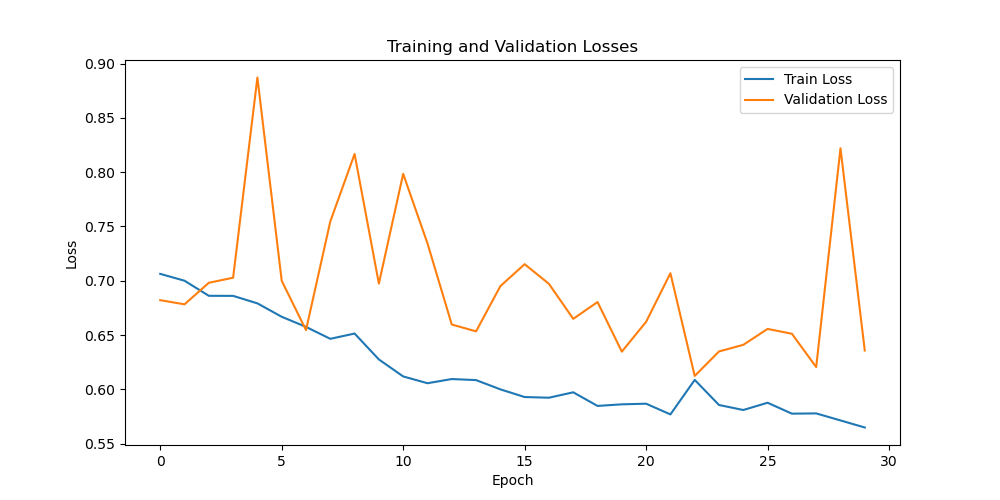 Training and Validation Losses
Train Loss
Validation Loss
Loss
0.90
0.85
0.80
0.75
0.70
0.65
0.60
0.55
0 5 10 15 20 25 30
Epoch